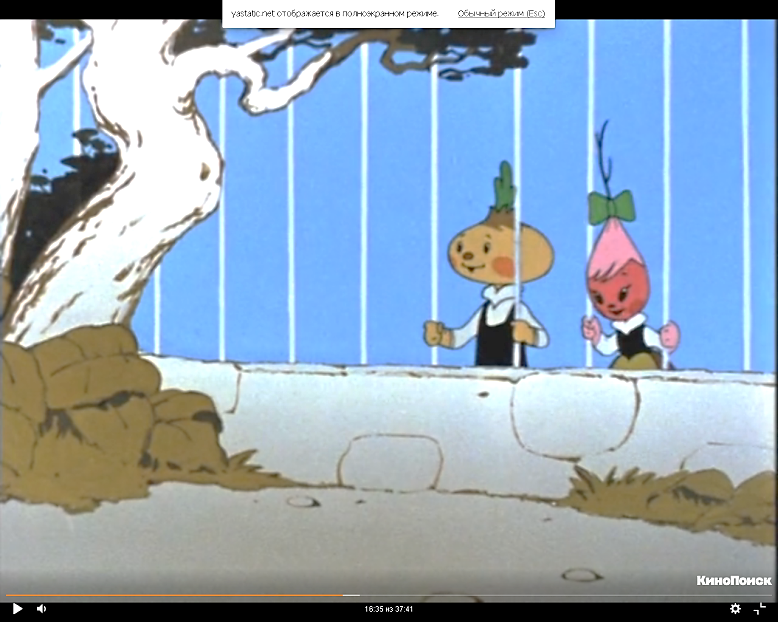 yastatic.net отображается в полноэкранном режиме. Обычный режим (Esc)
КиноПоиск
16:35 из 37:41